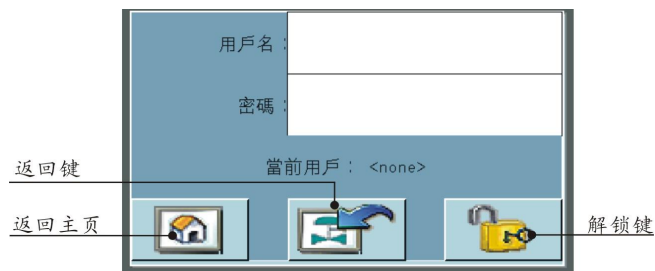 用戶名：
密碼：
當前用戶： <none>
返回键
返回主页
解锁键